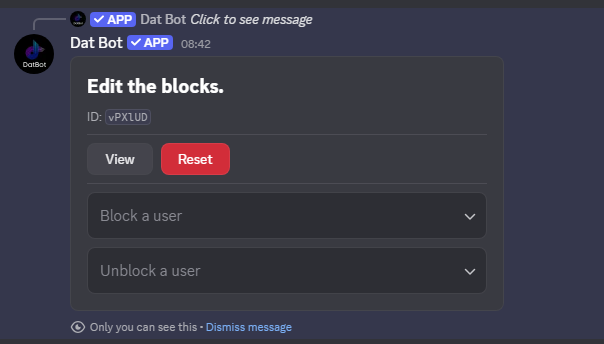 APP Dat Bot Click to see message
DatBot
Dat Bot APP 08:42
Edit the blocks.
ID: vPXlUD
View Reset
Block a user
Unblock a user
Only you can see this • Dismiss message